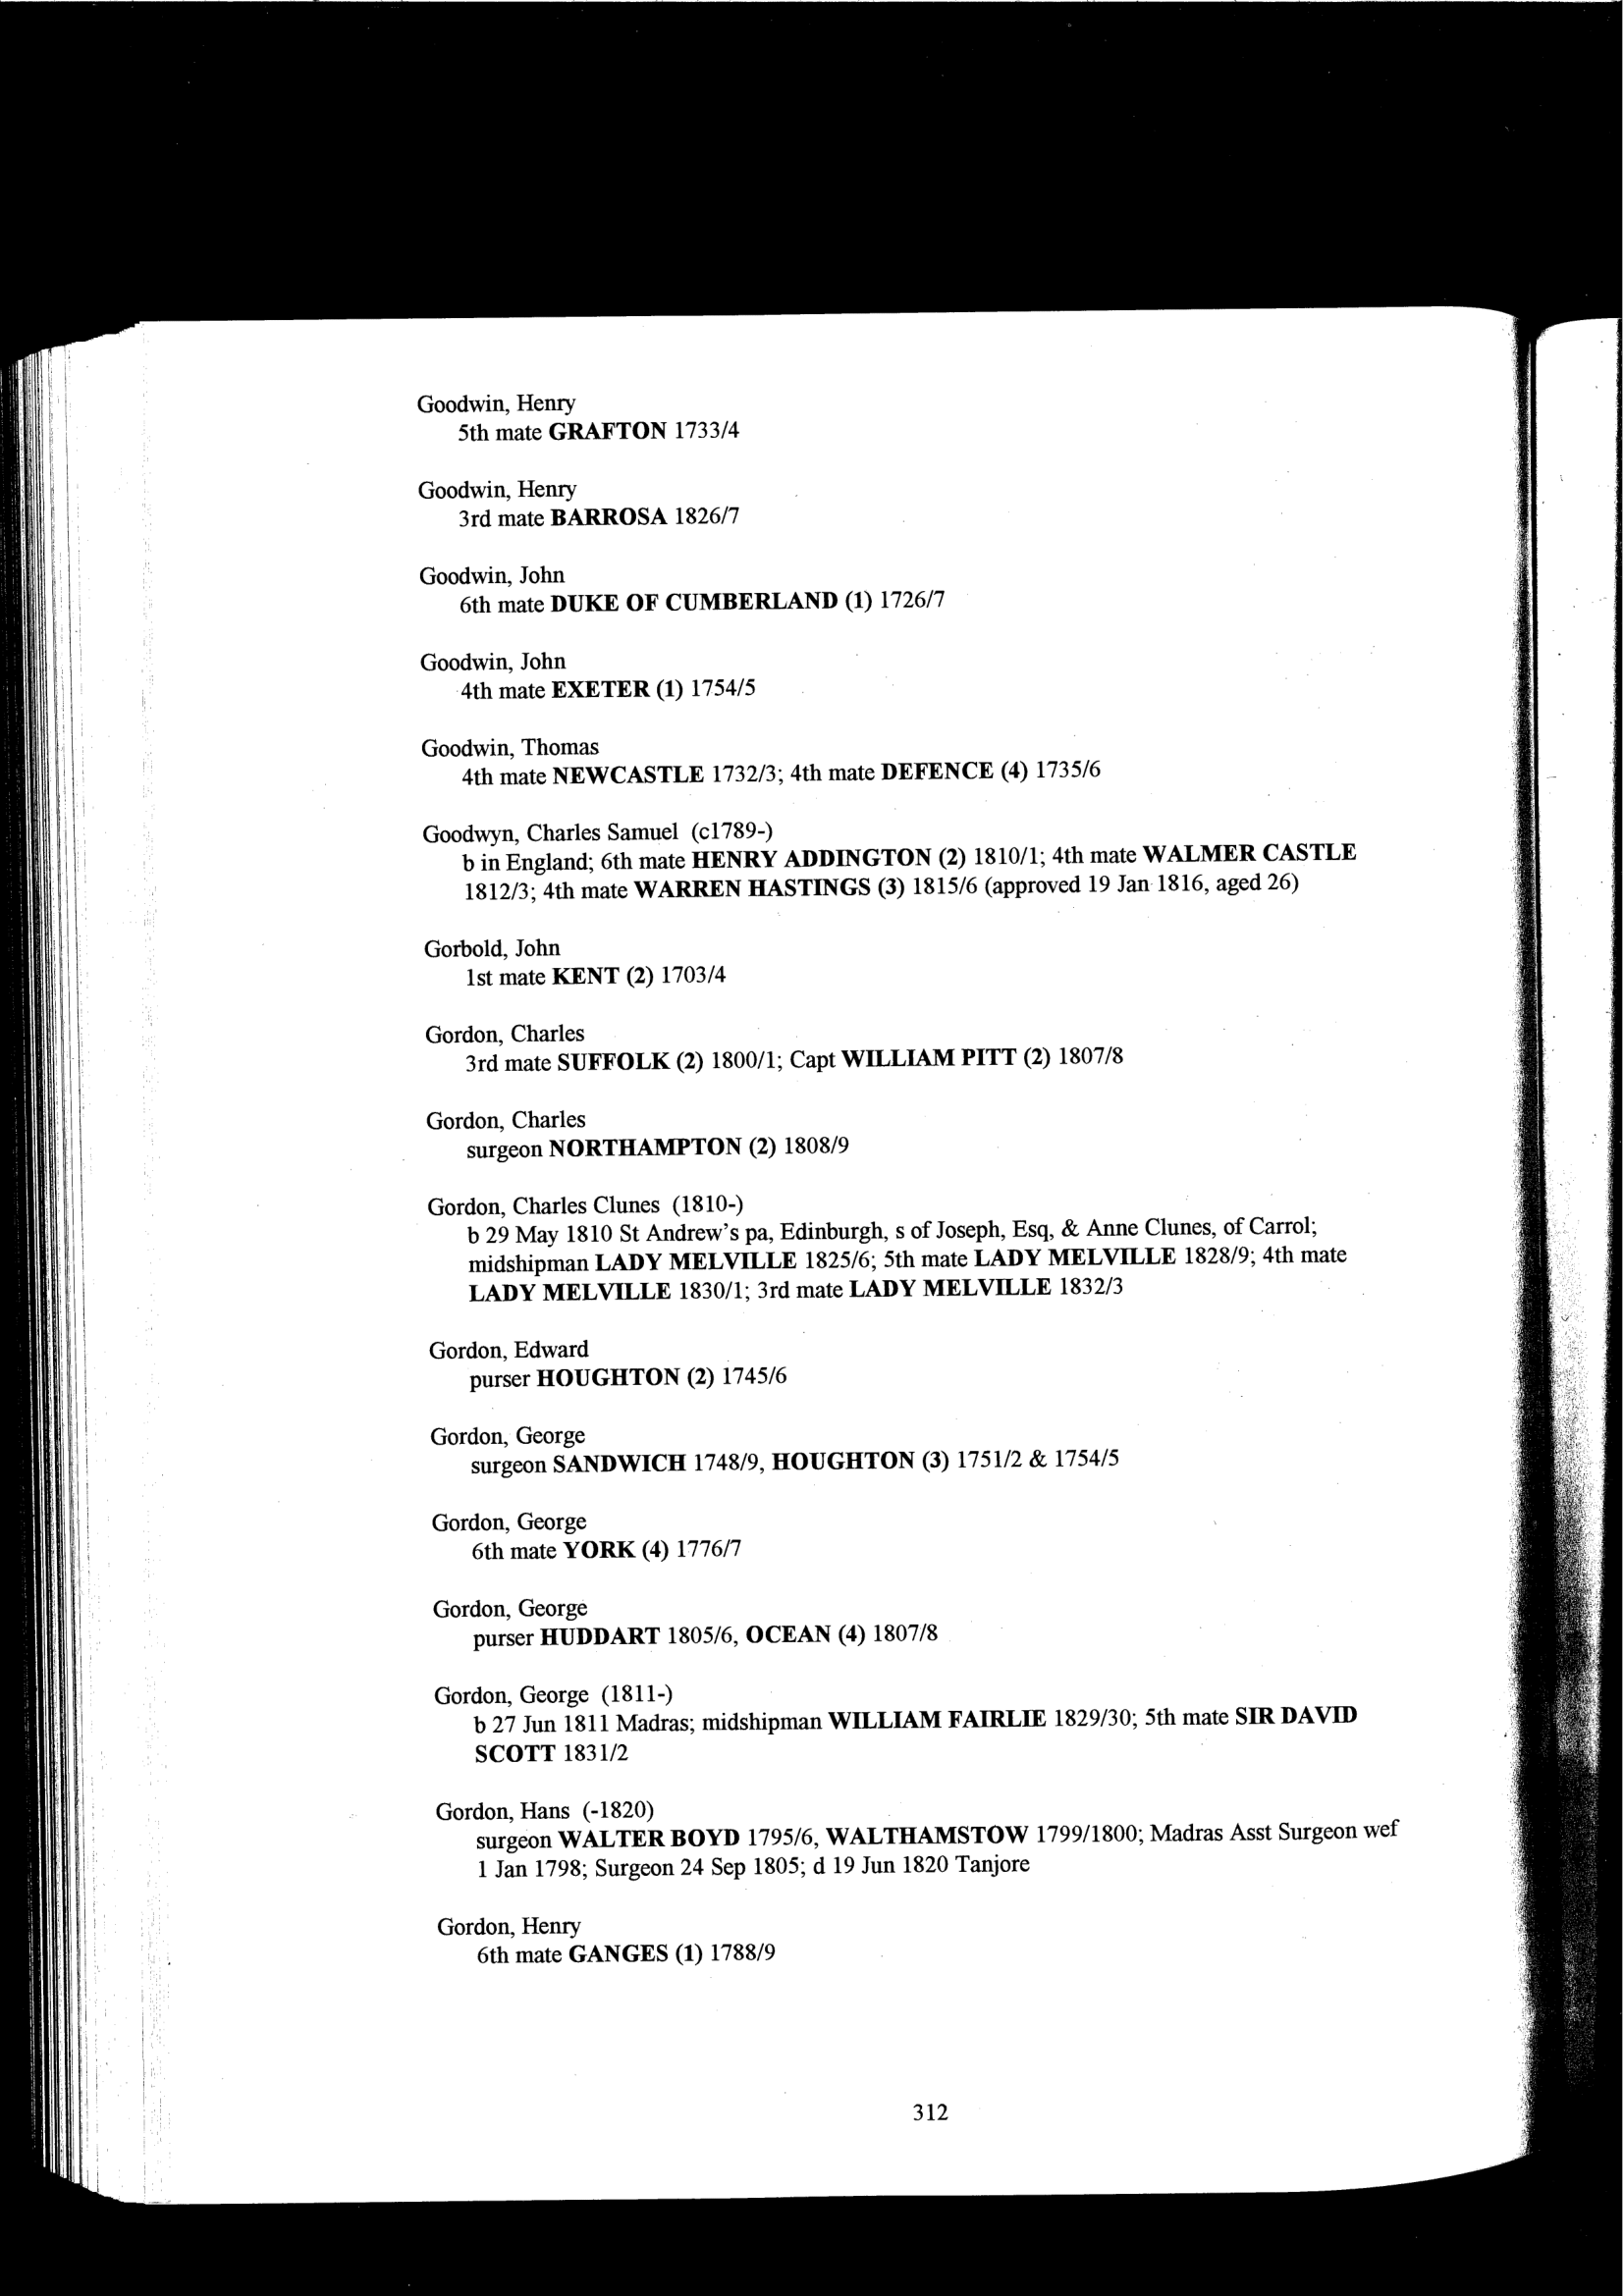 Goodwin, Henry
5th mate GRAFTON 1733/4
Goodwin, Henry
3rd mate BARROSA 1826/7
Goodwin, John
6th mate DUKE OF CUMBERLAND (1) 1726/7
Goodwin, John
4th mate EXETER (1) 1754/5
Goodwin, Thomas
4th mate NEWCASTLE 1732/3; 4th mate DEFENCE (4) 1735/6
Goodwyn, Charles Samuel (c1789-)
b in England; 6th mate HENRY ADDINGTON (2) 1810/1; 4th mate WALMER CASTLE
1812/3; 4th mate WARREN HASTINGS (3) 1815/6 (approved 19 Jan 1816, aged 26)
Gorbold, John
1st mate KENT (2) 1703/4
Gordon, Charles
3rd mate SUFFOLK (2) 1800/1; Capt WILLIAM PITT (2) 1807/8
Gordon, Charles
surgeon NORTHAMPTON (2) 1808/9
Gordon, Charles Clunes (1810-)
b 29 May 1810 St Andrew's pa, Edinburgh, s of Joseph, Esq, & Anne Clunes, of Carrol;
midshipman LADY MELVILLE 1825/6; 5th mate LADY MELVILLE 1828/9; 4th mate
LADY MELVILLE 1830/1; 3rd mate LADY MELVILLE 1832/3
Gordon, Edward
purser HOUGHTON (2) 1745/6
Gordon, George
surgeon SANDWICH 1748/9, HOUGHTON (3) 1751/2 & 1754/5
Gordon, George
6th mate YORK (4) 1776/7
Gordon, George
purser HUDDART 1805/6, OCEAN (4) 1807/8
Gordon, George (1811-)
b 27 Jun 1811 Madras; midshipman WILLIAM FAIRLIE 1829/30; 5th mate SIR DAVID
SCOTT 1831/2
Gordon, Hans (-1820)
surgeon WALTER BOYD 1795/6, WALTHAMSTOW 1799/1800; Madras Asst Surgeon wef
1 Jan 1798; Surgeon 24 Sep 1805; d 19 Jun 1820 Tanjore
Gordon, Henry
6th mate GANGES (1) 1788/9
312